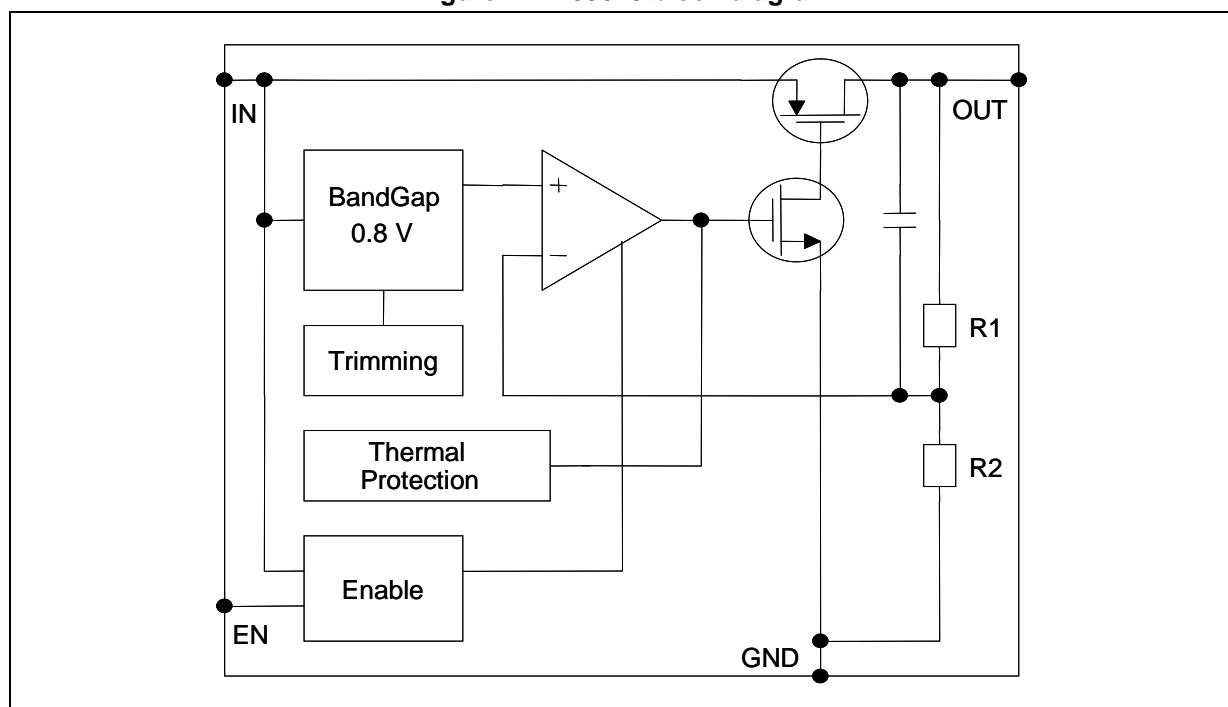 IN
OUT
BandGap
0.8 V
+
−
R1
Trimming
Thermal
Protection
R2
Enable
EN
GND